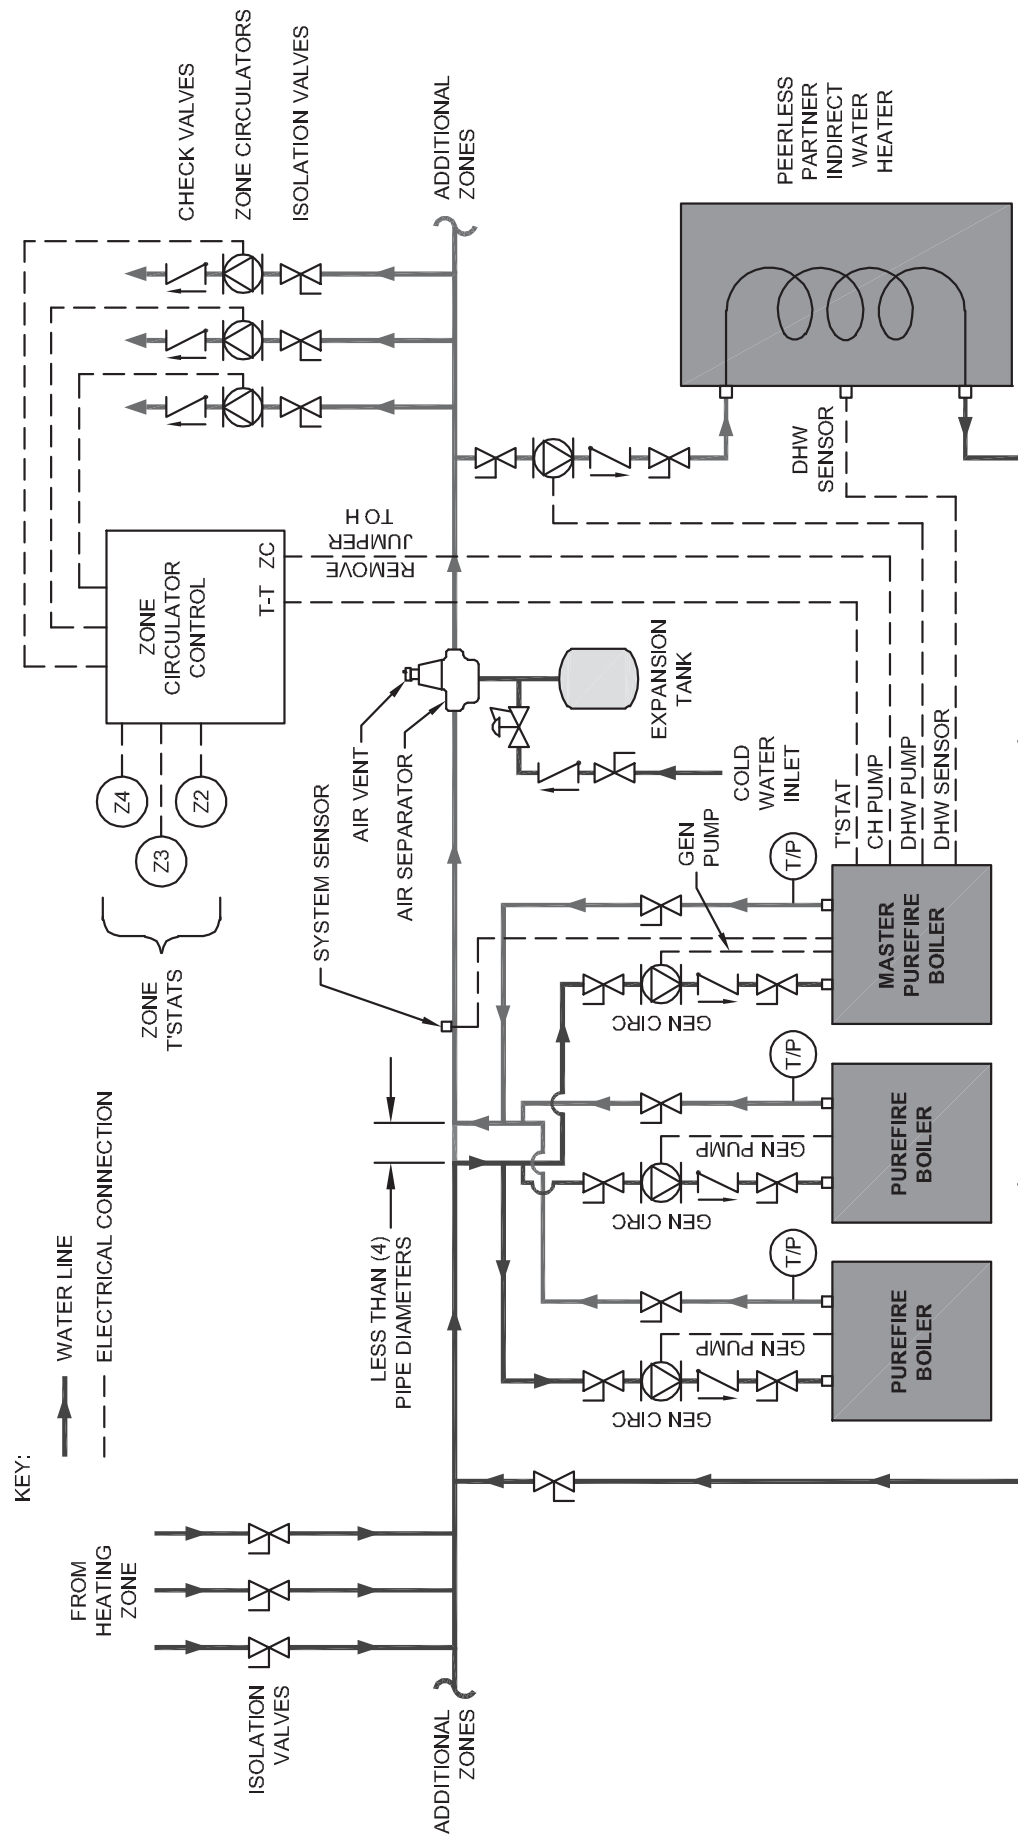 KEY:
WATER LINE
ELECTRICAL CONNECTION
FROM
HEATING
ZONE
ISOLATION
VALVES
ADDITIONAL
ZONES
LESS THAN (4)
PIPE DIAMETERS
ZONE
T'STATS
Z4
Z3
Z2
ZONE
CIRCULATOR
CONTROL
T-T
ZC
REMOVE
JUMPER
TO H
CHECK VALVES
ZONE CIRCULATORS
ISOLATION VALVES
ADDITIONAL
ZONES
SYSTEM SENSOR
AIR VENT
AIR SEPARATOR
EXPANSION
TANK
COLD
WATER
INLET
GEN
PUMP
DHW
SENSOR
PEERLESS
PARTNER
INDIRECT
WATER
HEATER
GEN CIRC
GEN PUMP
T/P
PUREFIRE
BOILER
GEN CIRC
GEN PUMP
T/P
PUREFIRE
BOILER
GEN CIRC
T/P
MASTER
PUREFIRE
BOILER
T'STAT
CH PUMP
DHW PUMP
DHW SENSOR